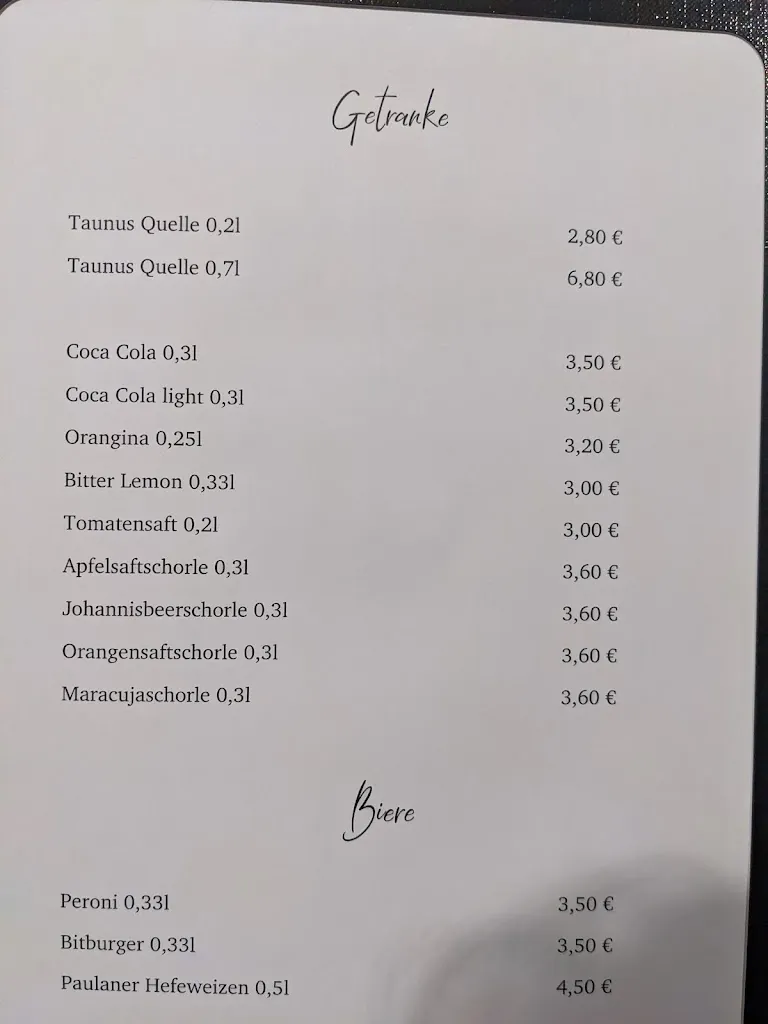 Getranke
Taunus Quelle 0,2l 2,80 €
Taunus Quelle 0,7l 6,80 €
Coca Cola 0,3l 3,50 €
Coca Cola light 0,3l 3,50 €
Orangina 0,25l 3,20 €
Bitter Lemon 0,33l 3,00 €
Tomatensaft 0,2l 3,00 €
Apfelsaftschorle 0,3l 3,60 €
Johannisbeerschorle 0,3l 3,60 €
Orangensaftschorle 0,3l 3,60 €
Maracujaschorle 0,3l 3,60 €
Biere
Peroni 0,33l 3,50 €
Bitburger 0,33l 3,50 €
Paulaner Hefeweizen 0,5l 4,50 €